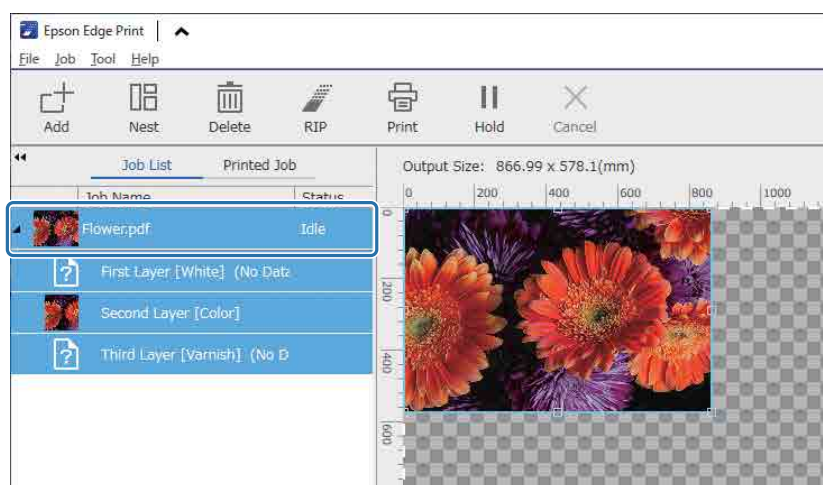 Epson Edge Print
File Job Tool Help
Add Nest Delete RIP Print Hold Cancel
Job List Printed Job
Output Size: 866.99 x 578.1(mm)
Job Name Status
0 200 400 600 800 1000
Flower.pdf Idle
First Layer [White] (No Data
Second Layer [Color]
Third Layer [Varnish] (No D
0
200
400
600